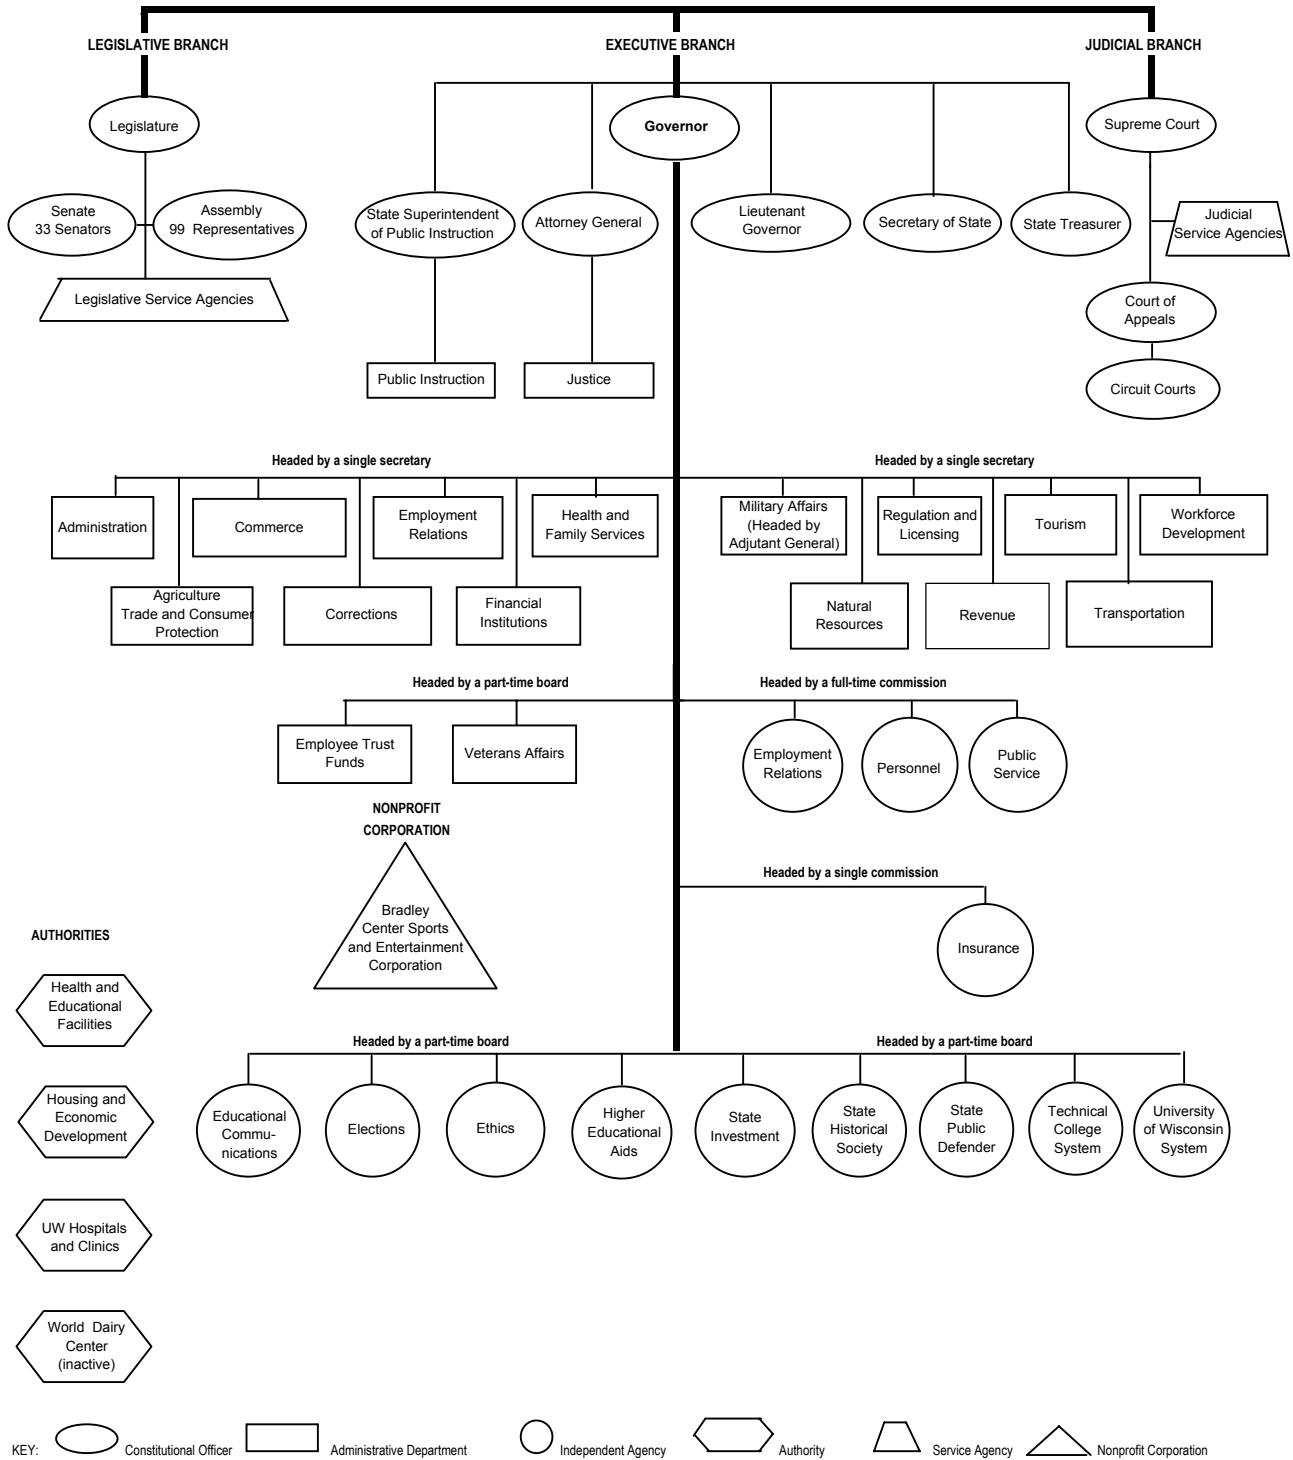 LEGISLATIVE BRANCH
EXECUTIVE BRANCH
JUDICIAL BRANCH
Legislature
Governor
Supreme Court
Senate
33 Senators
Assembly
99 Representatives
State Superintendent
of Public Instruction
Attorney General
Lieutenant
Governor
Secretary of State
State Treasurer
Judicial
Service Agencies
Legislative Service Agencies
Court of
Appeals
Public Instruction
Justice
Circuit Courts
Headed by a single secretary
Headed by a single secretary
Administration
Commerce
Employment
Relations
Health and
Family Services
Military Affairs
(Headed by
Adjutant General)
Regulation and
Licensing
Tourism
Workforce
Development
Agriculture
Trade and Consumer
Protection
Corrections
Financial
Institutions
Natural
Resources
Revenue
Transportation
Headed by a part-time board
Headed by a full-time commission
Employee Trust
Funds
Veterans Affairs
Employment
Relations
Personnel
Public
Service
NONPROFIT
CORPORATION
Bradley
Center Sports
and Entertainment
Corporation
Headed by a single commission
Insurance
AUTHORITIES
Health and
Educational
Facilities
Housing and
Economic
Development
UW Hospitals
and Clinics
World Dairy
Center
(inactive)
Headed by a part-time board
Headed by a part-time board
Educational
Commu-
nications
Elections
Ethics
Higher
Educational
Aids
State
Investment
State
Historical
Society
State
Public
Defender
Technical
College
System
University
of Wisconsin
System
KEY:
Constitutional Officer
Administrative Department
Independent Agency
Authority
Service Agency
Nonprofit Corporation